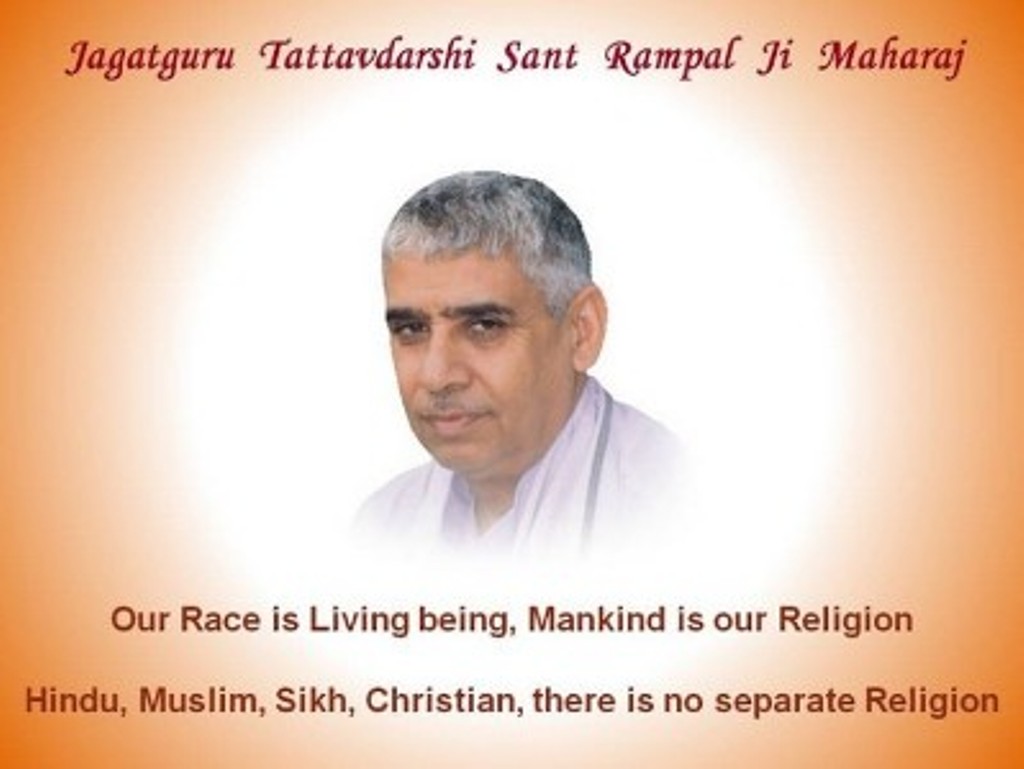 Jagatguru Tattavdarshi Sant Rampal Ji Maharaj
Our Race is Living being, Mankind is our Religion
Hindu, Muslim, Sikh, Christian, there is no separate Religion